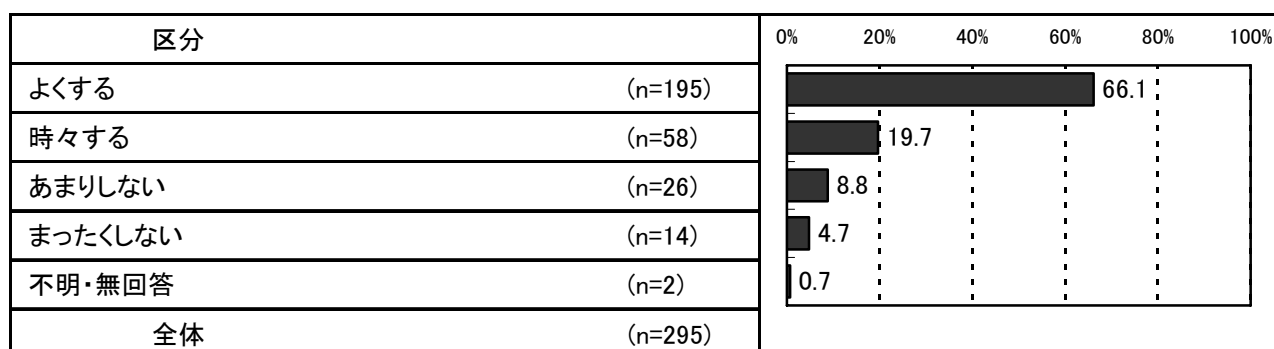 区分 0% 20% 40% 60% 80% 100%
よくする (n=195) 66.1
時々する (n=58) 19.7
あまりしない (n=26) 8.8
まったくしない (n=14) 4.7
不明・無回答 (n=2) 0.7
全体 (n=295)